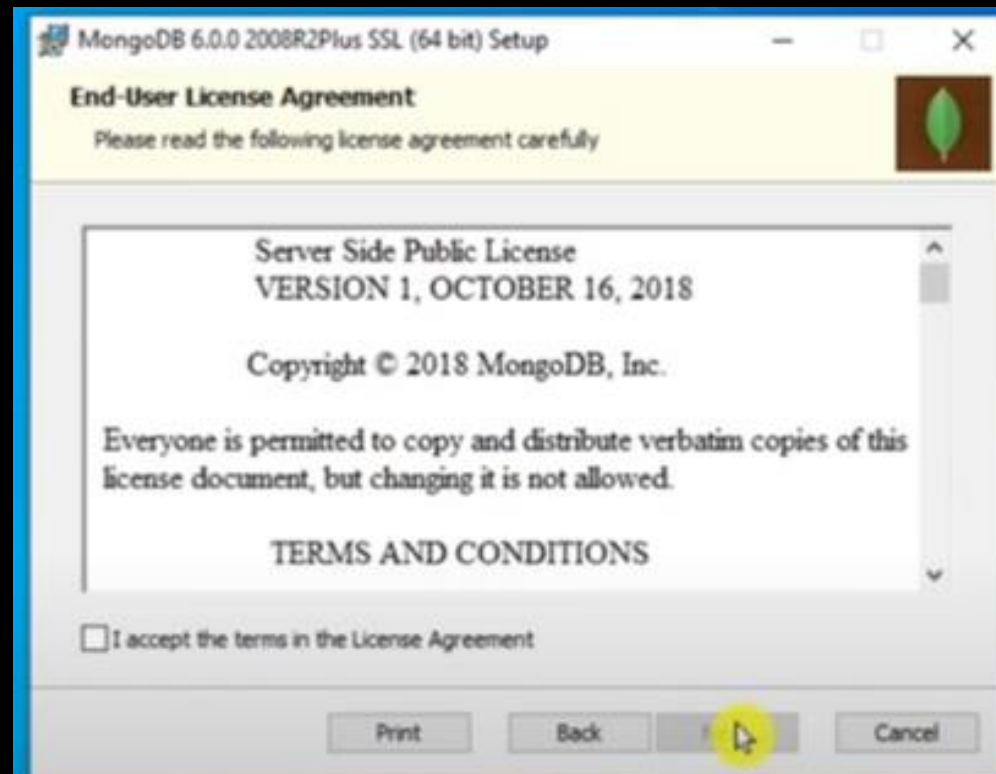 MongoDB 6.0.0 2008R2Plus SSL (64 bit) Setup
End-User License Agreement
Please read the following license agreement carefully
Server Side Public License
VERSION 1, OCTOBER 16, 2018
Copyright © 2018 MongoDB, Inc.
Everyone is permitted to copy and distribute verbatim copies of this
license document, but changing it is not allowed.
TERMS AND CONDITIONS
I accept the terms in the License Agreement
Print Back Cancel